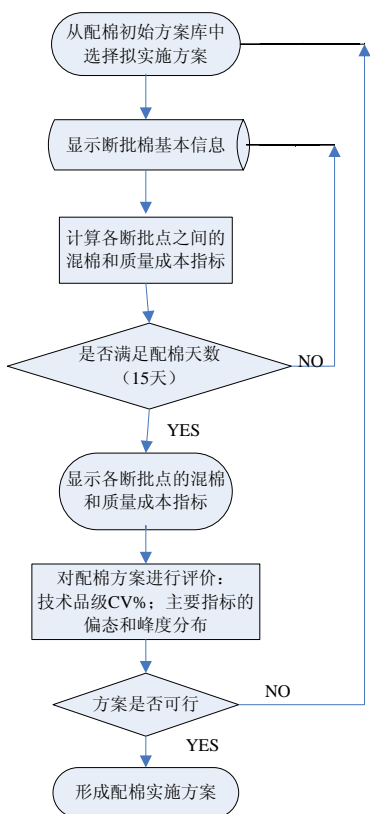 从配棉初始方案库中
选择拟实施方案
显示断批棉基本信息
计算各断批点之间的
混棉和质量成本指标
是否满足配棉天数
（15天）
NO
YES
显示各断批点的混棉
和质量成本指标
对配棉方案进行评价：
技术品级CV%；主要指标的
偏态和峰度分布
方案是否可行
NO
YES
形成配棉实施方案